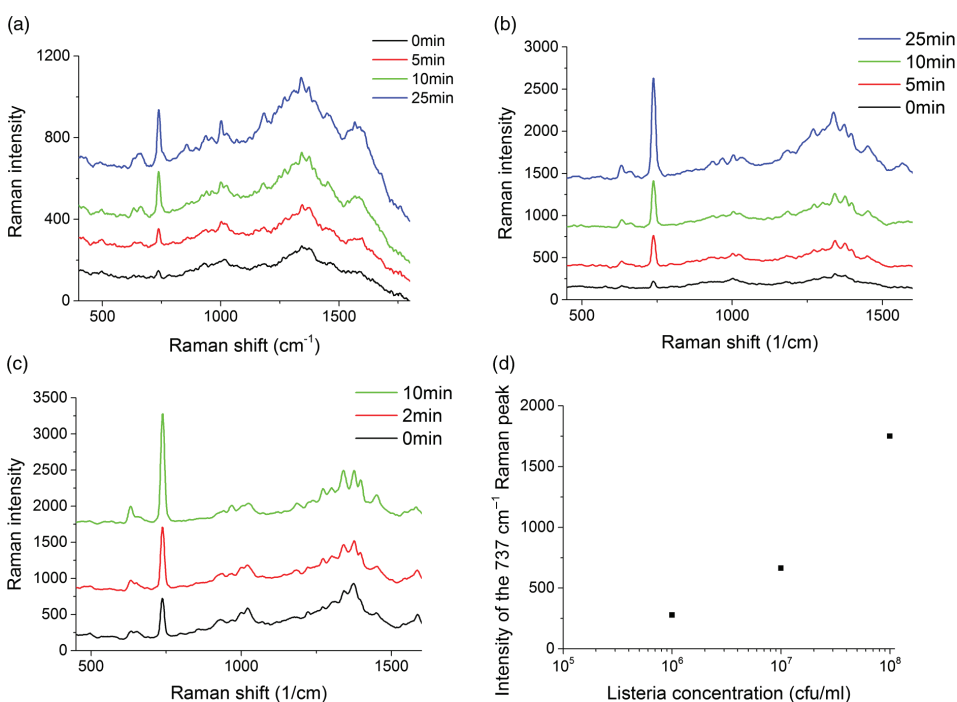 (a)
0min
5min
10min
25min
1200
800
400
0
500
1000
1500
Raman intensity
Raman shift (cm⁻¹)
(b)
25min
10min
5min
0min
3000
2500
2000
1500
1000
500
0
500
1000
1500
Raman intensity
Raman shift (1/cm)
(c)
10min
2min
0min
3500
3000
2500
2000
1500
1000
500
0
500
1000
1500
Raman intensity
Raman shift (1/cm)
(d)
2000
1500
1000
500
0
10⁵
10⁶
10⁷
10⁸
Intensity of the 737 cm⁻¹ Raman peak
Listeria concentration (cfu/ml)